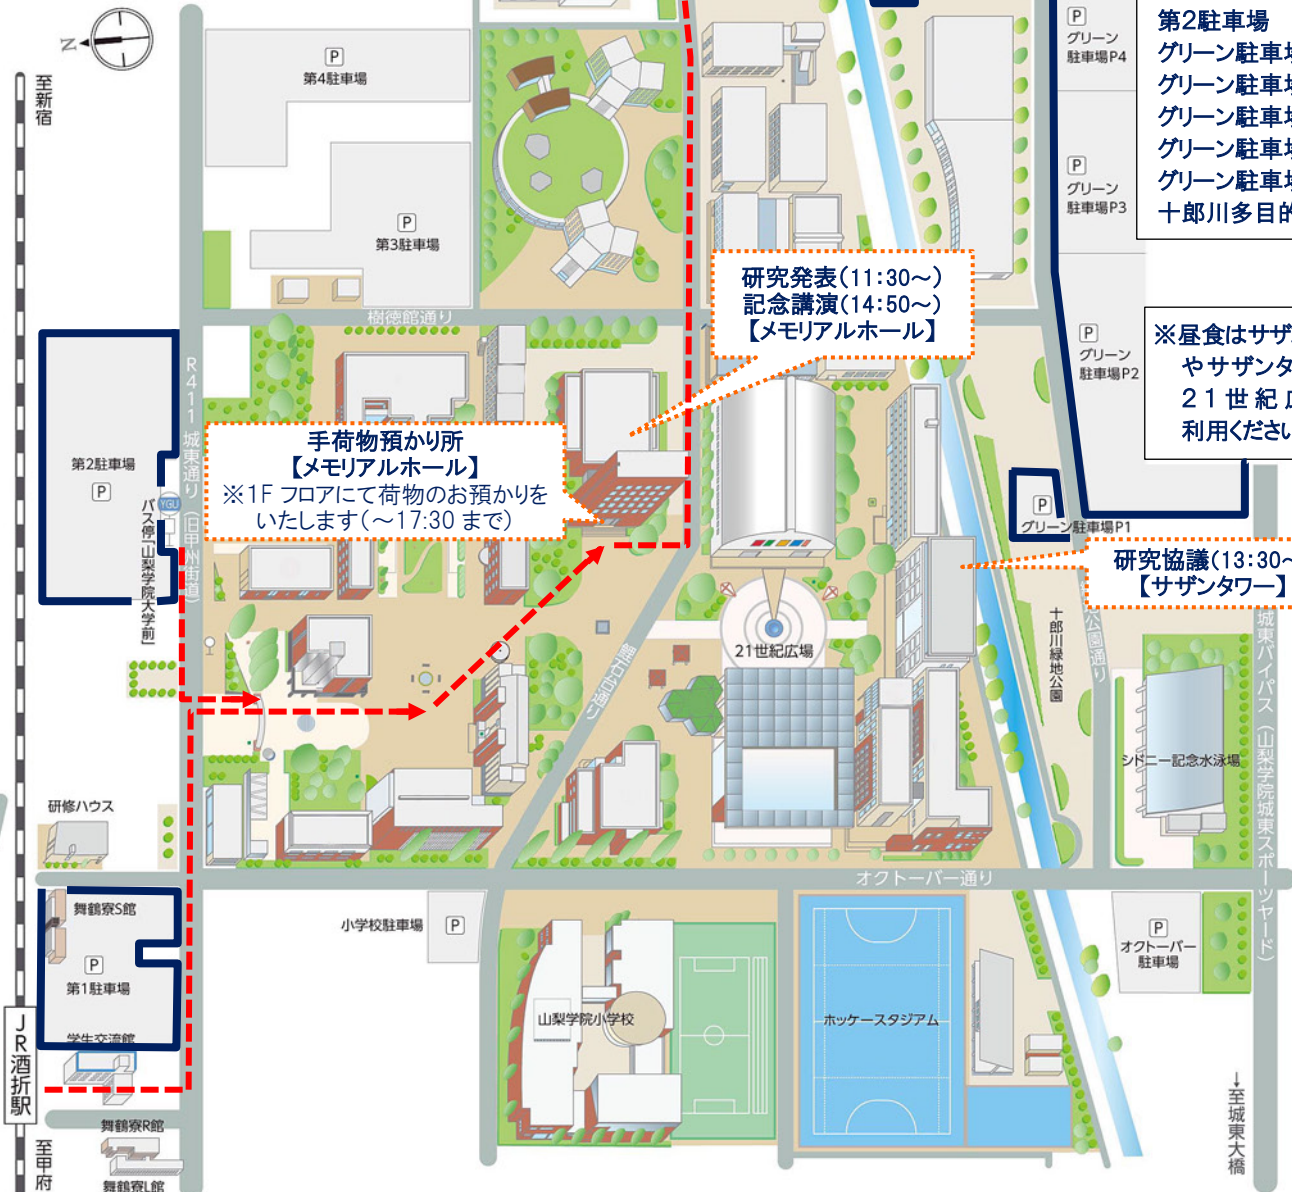 N
至新宿
P
第4駐車場
P
第3駐車場
樹徳館通り
P
グリーン
駐車場P4
P
グリーン
駐車場P3
P
グリーン
駐車場P2
第2駐車場
グリーン駐車場
グリーン駐車場
グリーン駐車場
グリーン駐車場
グリーン駐車場
十郎川多目的
※昼食はサザ
やサザンタ
21世紀広
利用ください
研究発表(11:30~)
記念講演(14:50~)
【メモリアルホール】
手荷物預かり所
【メモリアルホール】
※1F フロアにて荷物のお預かりを
いたします(~17:30 まで)
R411 城東通り (旧甲州街道)
第2駐車場
P
YGU
バス停「山梨学院大学前」
P
グリーン駐車場P1
研究協議(13:30~
【サザンタワー】
21世紀広場
十郎川緑地公園
公園通り
城東バイパス (山梨学院城東スポーツヤード)
シドニー記念水泳場
研修ハウス
オクトーバー通り
舞鶴寮S館
P
第1駐車場
学生交流館
JR酒折駅
舞鶴寮R館
舞鶴寮L館
至甲府
小学校駐車場
P
山梨学院小学校
ホッケースタジアム
P
オクトーバー
駐車場
↓至城東大橋